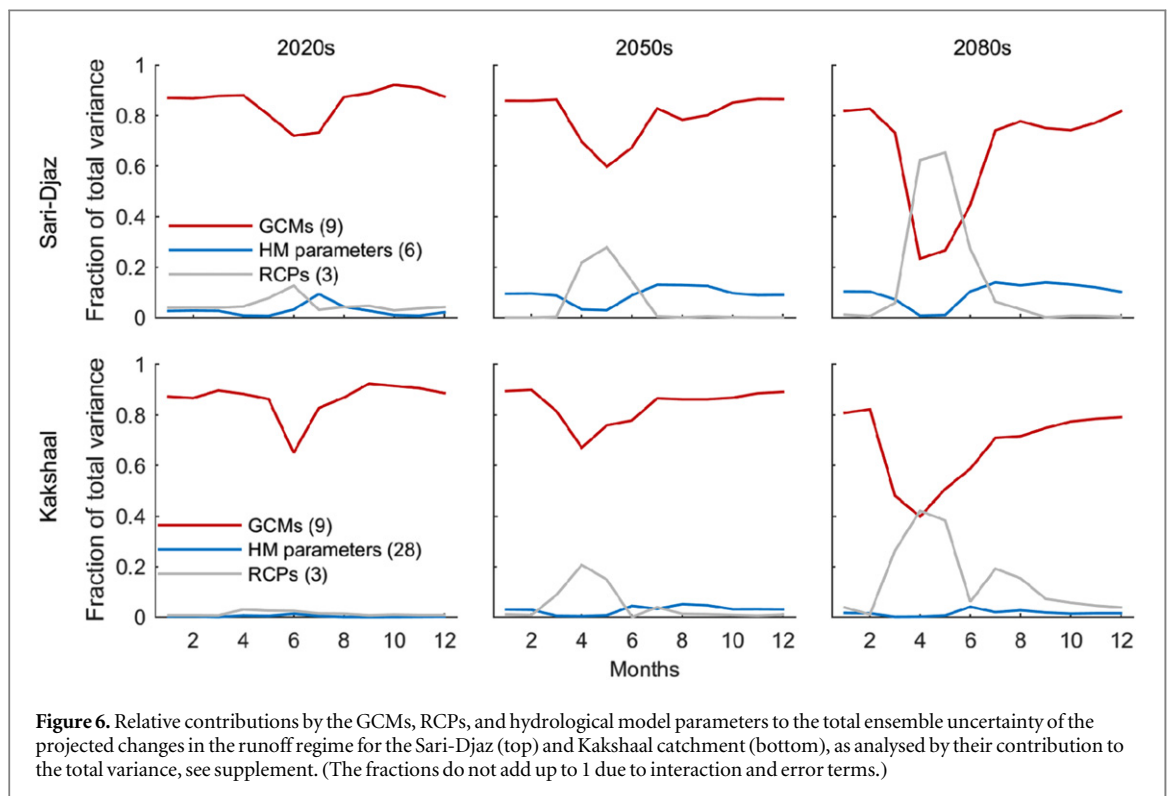 2020s 2050s 2080s
Sari-Djaz
Fraction of total variance
1
0.8
0.6
0.4
0.2
0
GCMs (9)
HM parameters (6)
RCPs (3)
Kakshaal
Fraction of total variance
1
0.8
0.6
0.4
0.2
0
GCMs (9)
HM parameters (28)
RCPs (3)
2 4 6 8 10 12 2 4 6 8 10 12 2 4 6 8 10 12
Months
Figure 6. Relative contributions by the GCMs, RCPs, and hydrological model parameters to the total ensemble uncertainty of the
projected changes in the runoff regime for the Sari-Djaz (top) and Kakshaal catchment (bottom), as analysed by their contribution to
the total variance, see supplement. (The fractions do not add up to 1 due to interaction and error terms.)